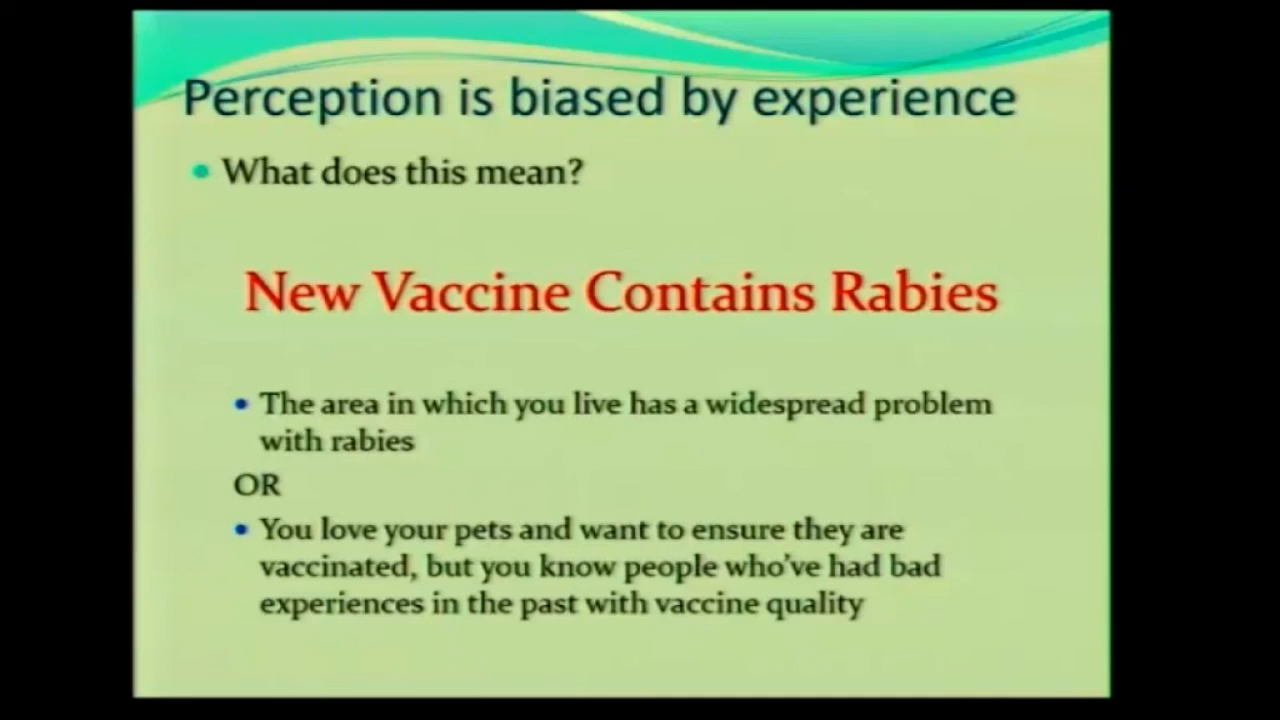 Perception is biased by experience
• What does this mean?
New Vaccine Contains Rabies
• The area in which you live has a widespread problem
with rabies
OR
• You love your pets and want to ensure they are
vaccinated, but you know people who've had bad
experiences in the past with vaccine quality